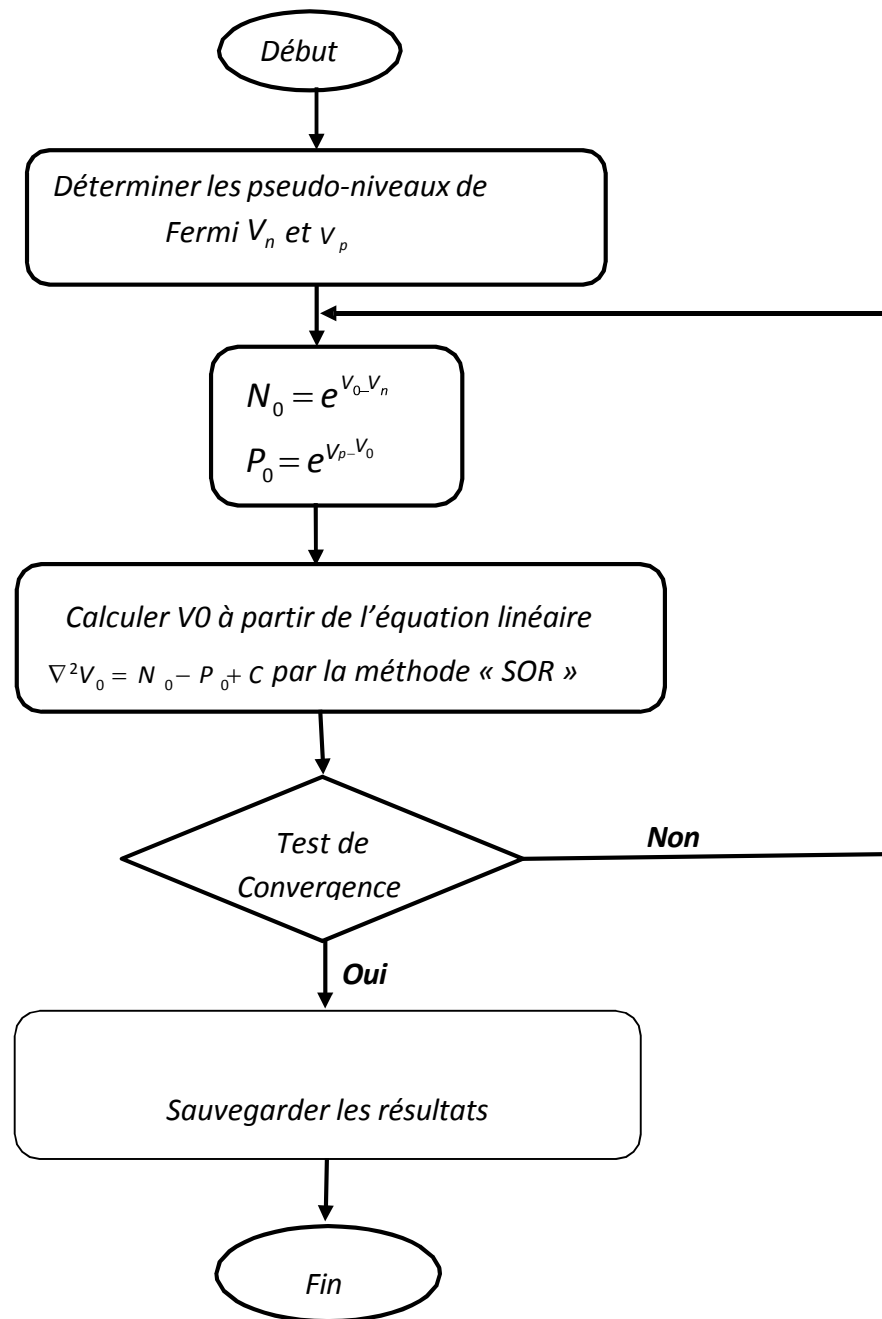 Début
Déterminer les pseudo-niveaux de
Fermi Vₙ et Vₚ
N₀ = e^{V₀–Vₙ}
P₀ = e^{Vₚ–V₀}
Calculer V0 à partir de l’équation linéaire
∇²V₀ = N₀ − P₀ + C par la méthode « SOR »
Test de
Convergence
Non
Oui
Sauvegarder les résultats
Fin